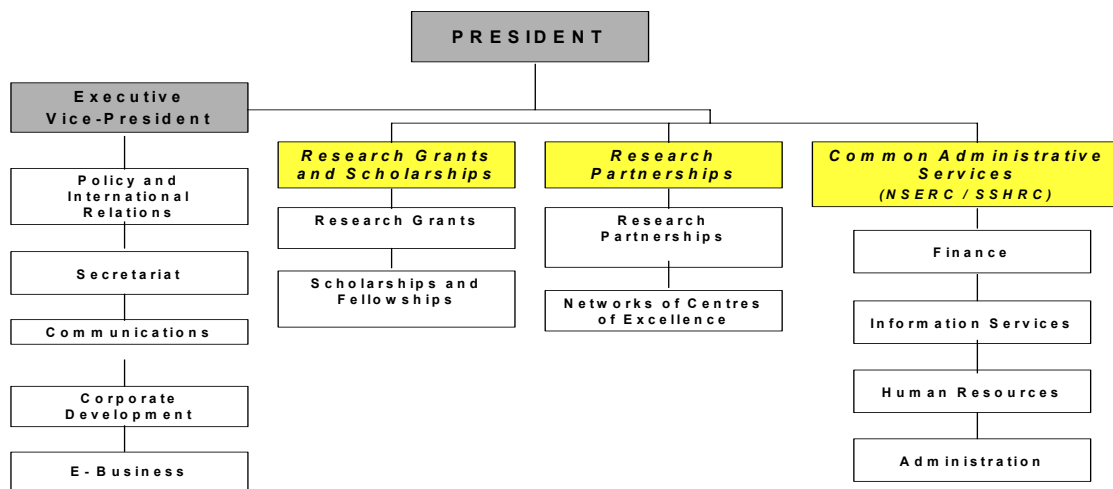 PRESIDENT
Executive
Vice-President
Policy and
International
Relations
Secretariat
Communications
Corporate
Development
E-Business
Research Grants
and Scholarships
Research Grants
Scholarships and
Fellowships
Research
Partnerships
Research
Partnerships
Networks of Centres
of Excellence
Common Administrative
Services
(NSERC / SSHRC)
Finance
Information Services
Human Resources
Administration